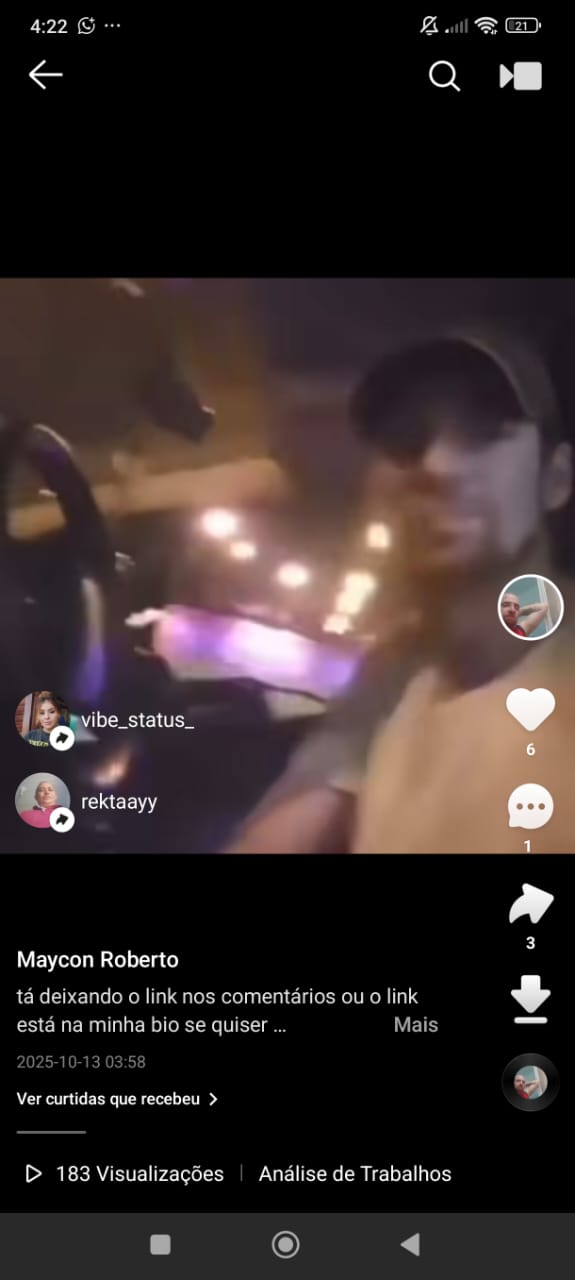 4:22
21
vibe_status_
rektaayy
6
1
3
Maycon Roberto
tá deixando o link nos comentários ou o link
está na minha bio se quiser ... Mais
2025-10-13 03:58
Ver curtidas que recebeu
183 Visualizações | Análise de Trabalhos